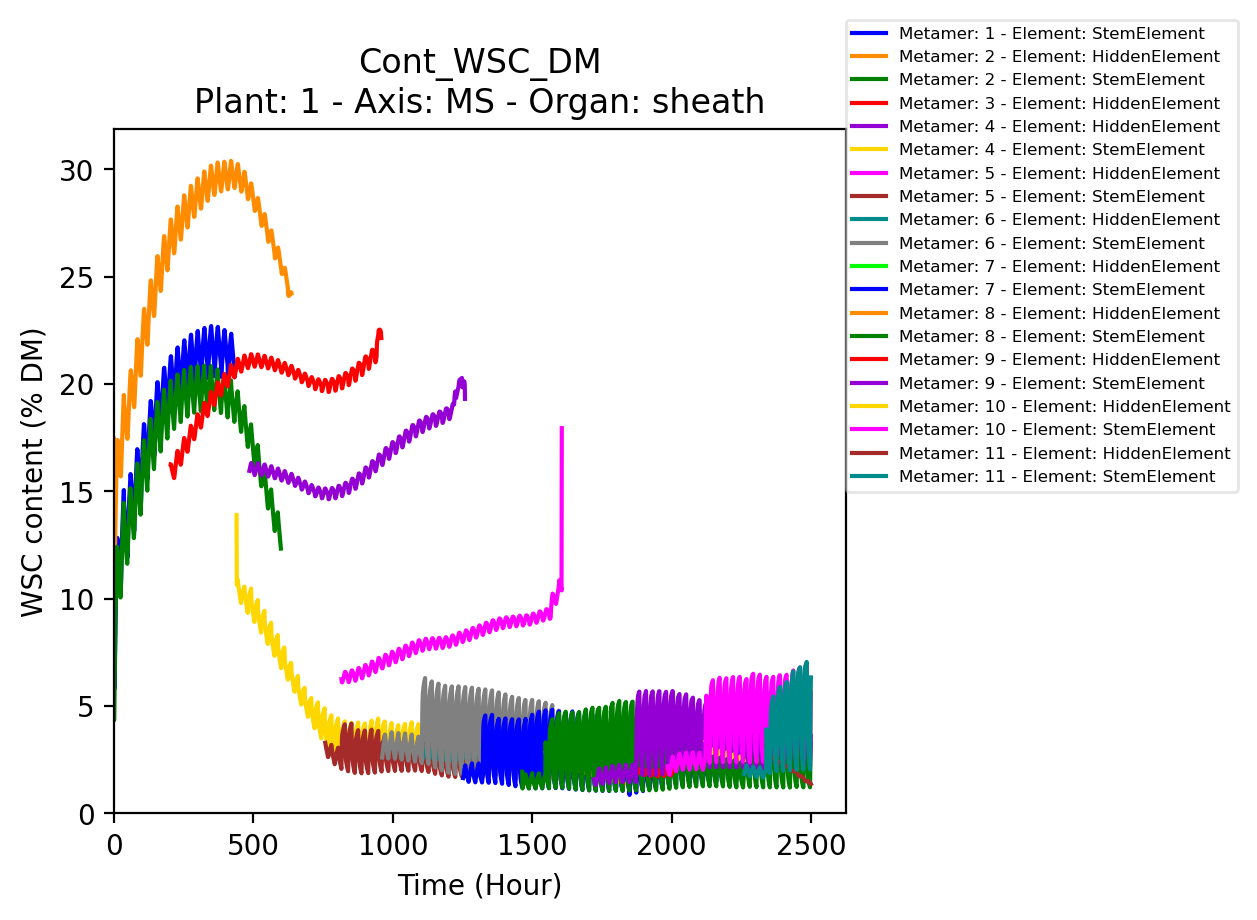 Cont_WSC_DM
Plant: 1 - Axis: MS - Organ: sheath
WSC content (% DM)
30
25
20
15
10
5
0
0 500 1000 1500 2000 2500
Time (Hour)
Metamer: 1 - Element: StemElement
Metamer: 2 - Element: HiddenElement
Metamer: 2 - Element: StemElement
Metamer: 3 - Element: HiddenElement
Metamer: 4 - Element: HiddenElement
Metamer: 4 - Element: StemElement
Metamer: 5 - Element: HiddenElement
Metamer: 5 - Element: StemElement
Metamer: 6 - Element: HiddenElement
Metamer: 6 - Element: StemElement
Metamer: 7 - Element: HiddenElement
Metamer: 7 - Element: StemElement
Metamer: 8 - Element: HiddenElement
Metamer: 8 - Element: StemElement
Metamer: 9 - Element: HiddenElement
Metamer: 9 - Element: StemElement
Metamer: 10 - Element: HiddenElement
Metamer: 10 - Element: StemElement
Metamer: 11 - Element: HiddenElement
Metamer: 11 - Element: StemElement